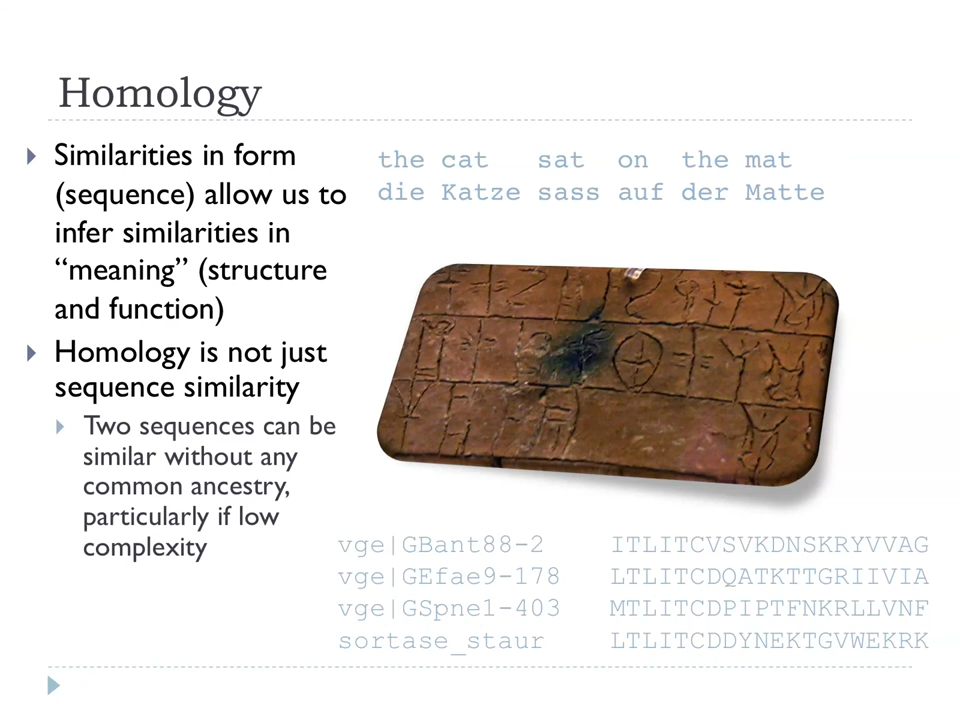 Homology
Similarities in form
(sequence) allow us to
infer similarities in
“meaning” (structure
and function)
Homology is not just
sequence similarity
Two sequences can be
similar without any
common ancestry,
particularly if low
complexity
the cat   sat  on  the mat
die Katze sass auf der Matte
vge|GBant88-2    ITLITCVSVKDNSKRYVVAG
vge|GEfae9-178   LTLITCDQATKTTGRIIVIA
vge|GSpne1-403   MTLITCDPIPTFNKRLLVNF
sortase_staur    LTLITCDDYNEKTGVWEKRK